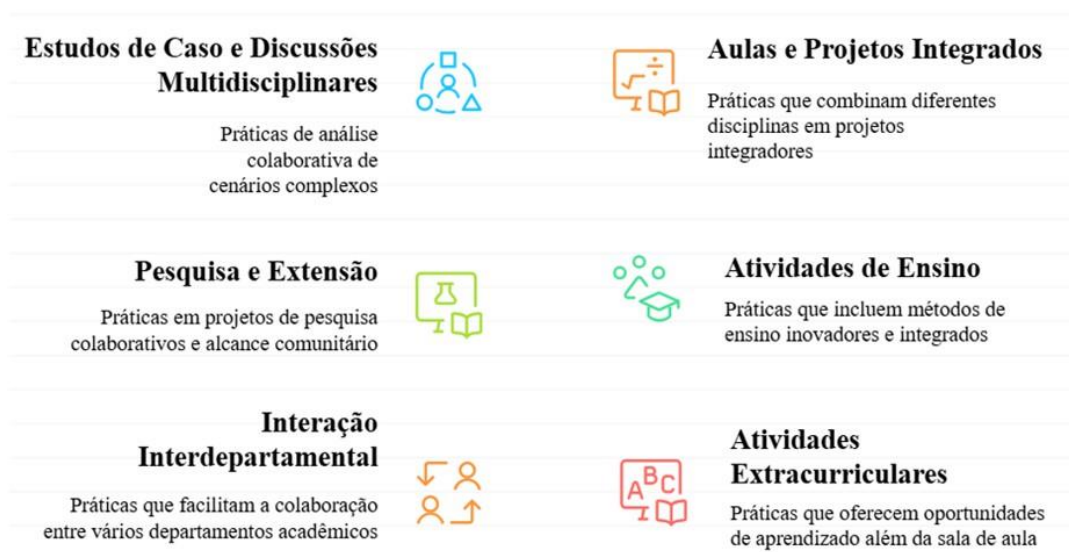 Estudos de Caso e Discussões
Multidisciplinares
Práticas de análise
colaborativa de
cenários complexos
Aulas e Projetos Integrados
Práticas que combinam diferentes
disciplinas em projetos
integradores
Pesquisa e Extensão
Práticas em projetos de pesquisa
colaborativos e alcance comunitário
Atividades de Ensino
Práticas que incluem métodos de
ensino inovadores e integrados
Interação
Interdepartamental
Práticas que facilitam a colaboração
entre vários departamentos acadêmicos
Atividades
Extracurriculares
Práticas que oferecem oportunidades
de aprendizado além da sala de aula
ABC